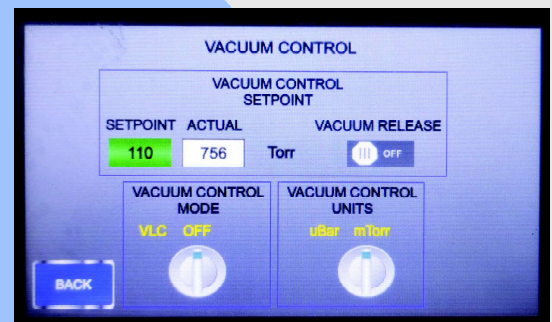 VACUUM CONTROL
VACUUM CONTROL
SETPOINT
SETPOINT ACTUAL VACUUM RELEASE
110 756 Torr OFF
VACUUM CONTROL
MODE
VLC OFF
VACUUM CONTROL
UNITS
uBar mTorr
BACK